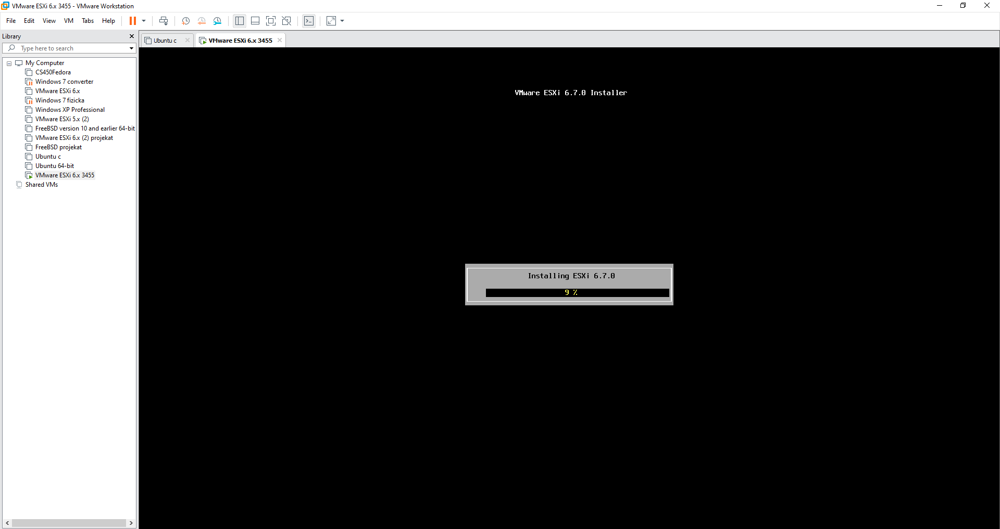 VMware ESXi 6.x 3455 - VMware Workstation
File Edit View VM Tabs Help
Library
Type here to search
My Computer
CS450Fedora
Windows 7 converter
VMware ESXi 6.x
Windows 7 fizicka
Windows XP Professional
VMware ESXi 5.x (2)
FreeBSD version 10 and earlier 64-bit
VMware ESXi 6.x (2) projekat
FreeBSD projekat
Ubuntu c
Ubuntu 64-bit
VMware ESXi 6.x 3455
Shared VMs
Ubuntu c
VMware ESXi 6.x 3455
VMware ESXi 6.7.0 Installer
Installing ESXi 6.7.0
9 %